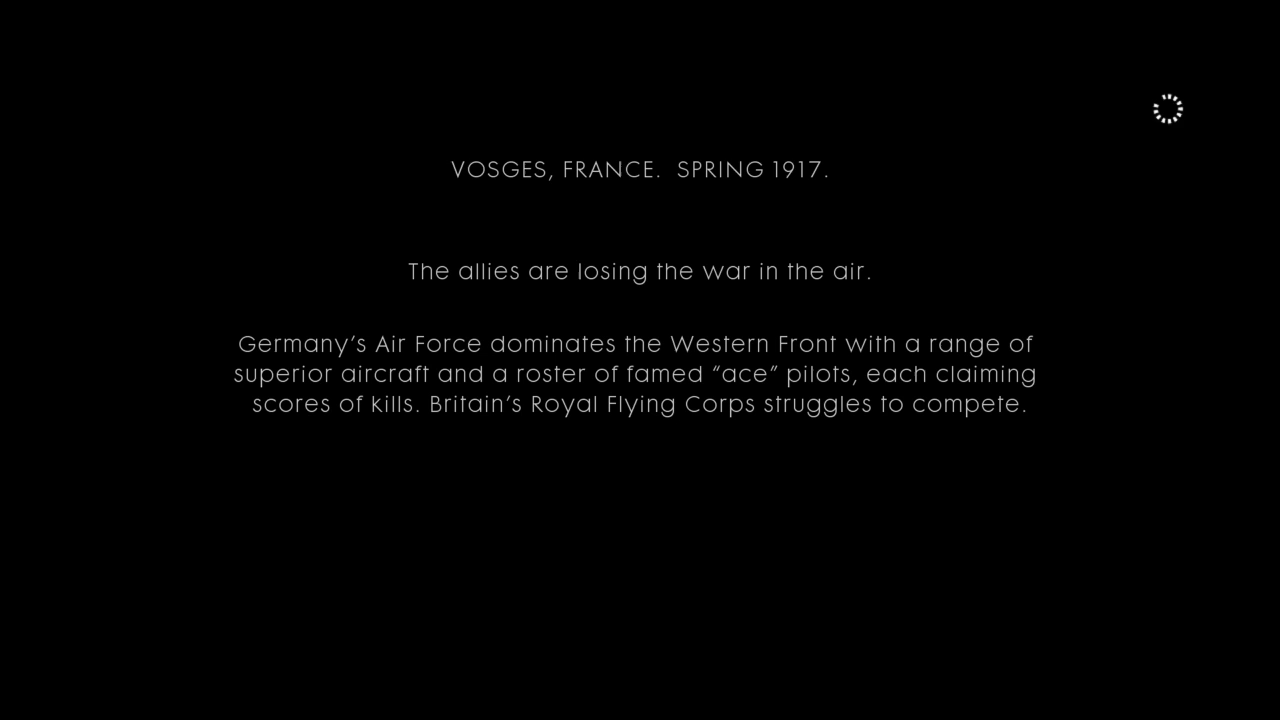 VOSGES, FRANCE. SPRING 1917.
The allies are losing the war in the air.
Germany’s Air Force dominates the Western Front with a range of
superior aircraft and a roster of famed “ace” pilots, each claiming
scores of kills. Britain’s Royal Flying Corps struggles to compete.